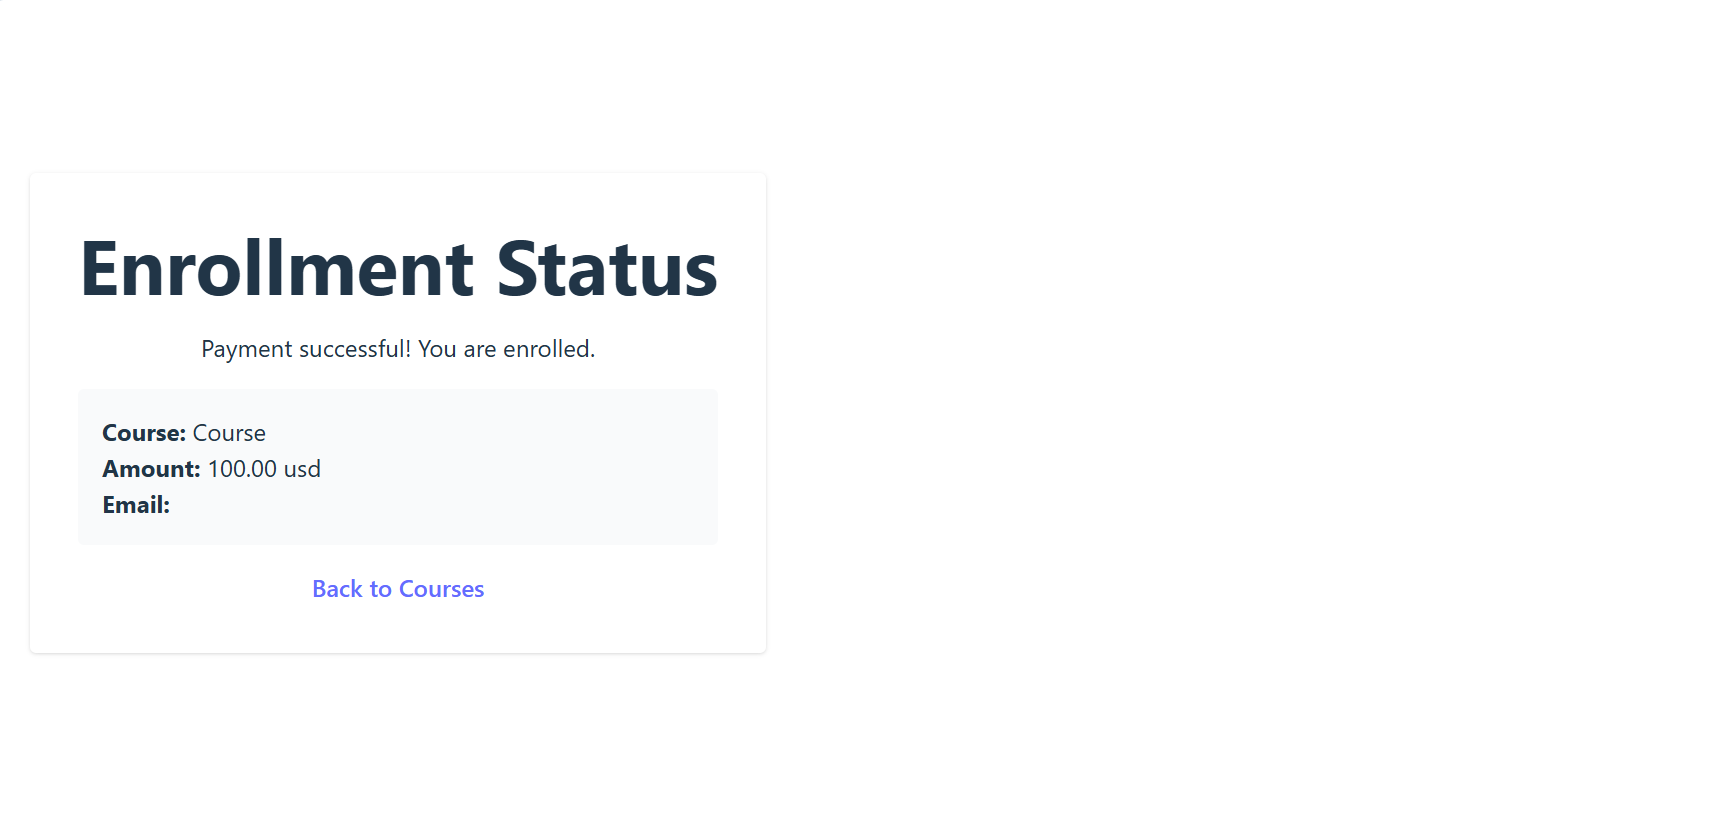 Enrollment Status
Payment successful! You are enrolled.
Course: Course
Amount: 100.00 usd
Email:
Back to Courses